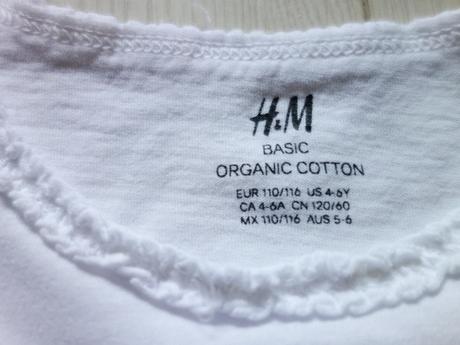 H&M
BASIC
ORGANIC COTTON
EUR 110/116 US 4-6Y
CA 4-6A CN 120/60
MX 110/116 AUS 5-6